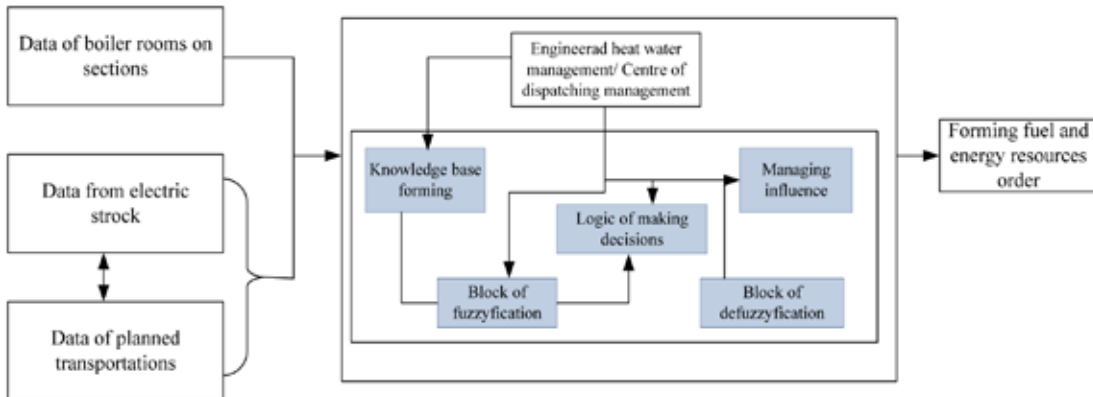 Data of boiler rooms on
sections
Data from electric
strock
Data of planned
transportations
Engineerad heat water
management/ Centre of
dispatching management
Knowledge base
forming
Managing
influence
Logic of making
decisions
Block of
fuzzyfication
Block of
defuzzyfication
Forming fuel and
energy resources
order